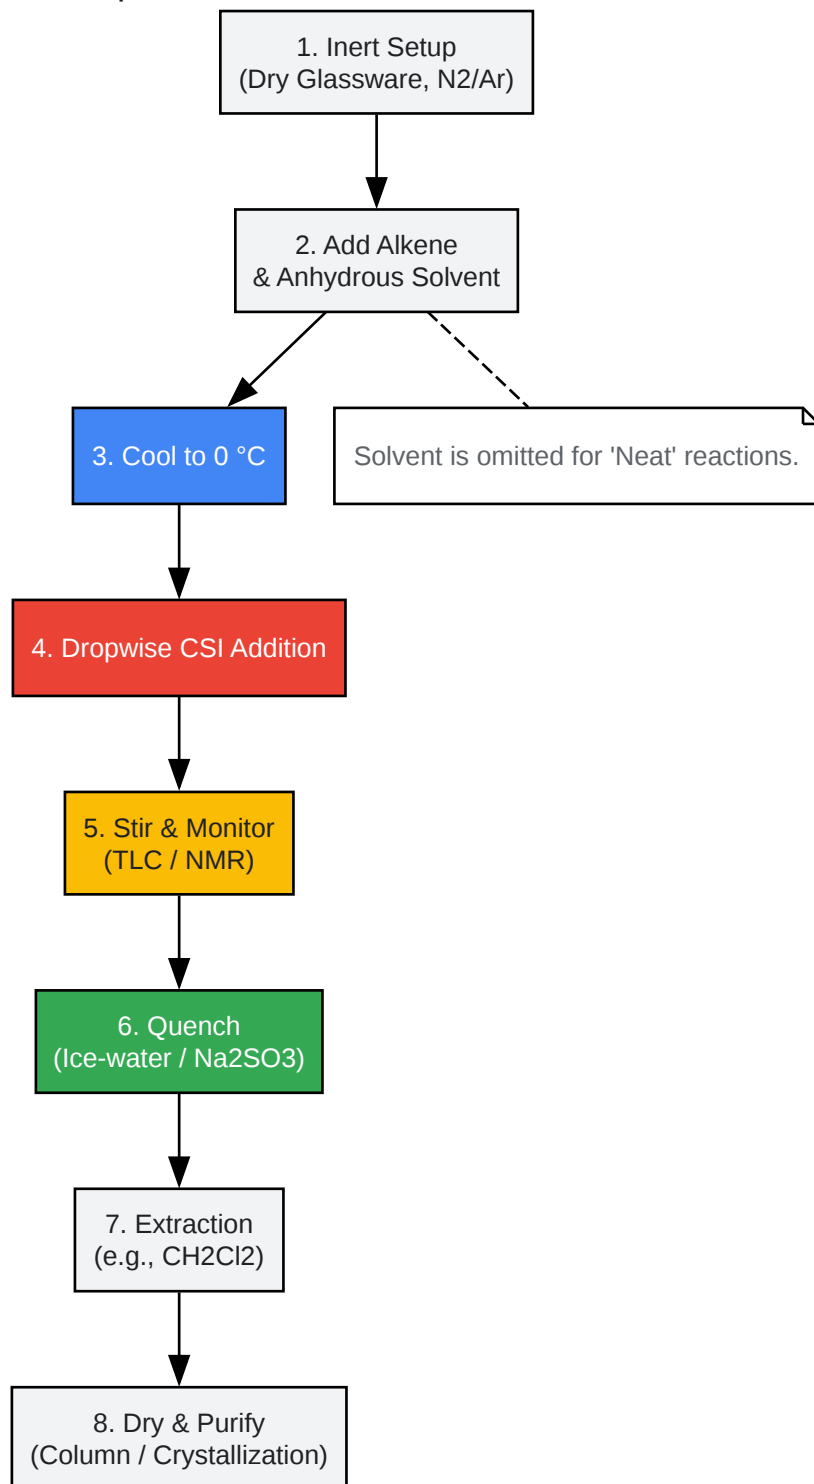 1. Inert Setup
(Dry Glassware, N2/Ar)
2. Add Alkene
& Anhydrous Solvent
3. Cool to 0 °C
Solvent is omitted for 'Neat' reactions.
4. Dropwise CSI Addition
5. Stir & Monitor
(TLC / NMR)
6. Quench
(Ice-water / Na2SO3)
7. Extraction
(e.g., CH2Cl2)
8. Dry & Purify
(Column / Crystallization)